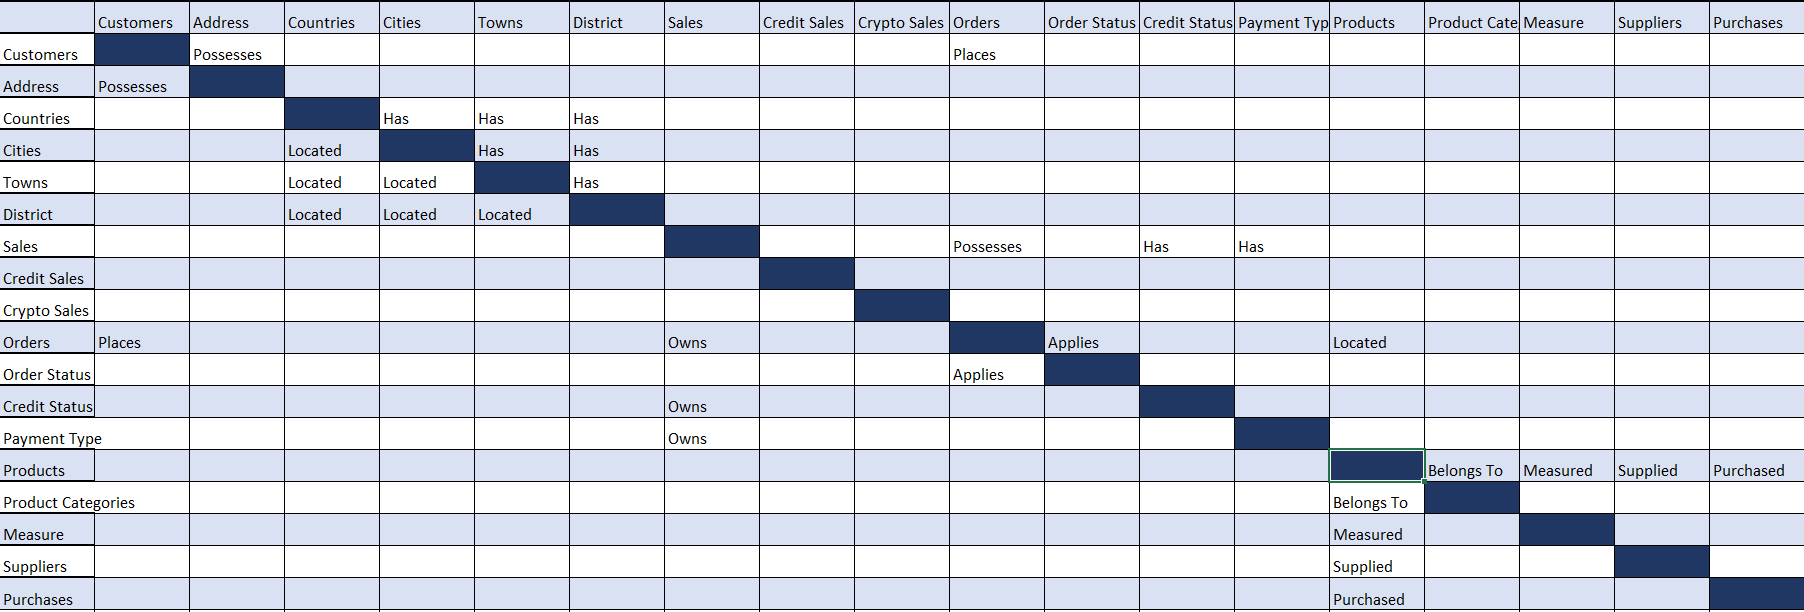 Customers Address Countries Cities Towns District Sales Credit Sales Crypto Sales Orders Order Status Credit Status Payment Typ Products Product Cate Measure Suppliers Purchases
Customers Possesses Places
Address Possesses
Countries Has Has Has
Cities Located Has Has
Towns Located Located Has
District Located Located Located
Sales Possesses Has Has
Credit Sales
Crypto Sales
Orders Places Owns Applies Located
Order Status Applies
Credit Status Owns
Payment Type Owns
Products Belongs To Measured Supplied Purchased
Product Categories Belongs To
Measure Measured
Suppliers Supplied
Purchases Purchased